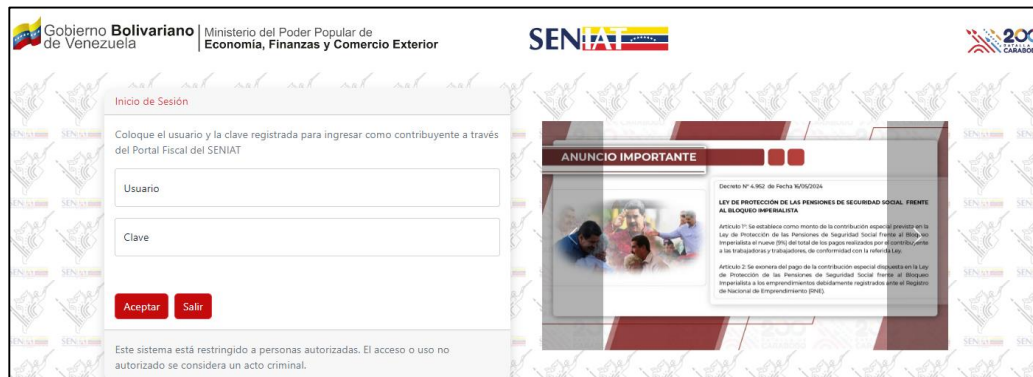 Gobierno Bolivariano
de Venezuela
Ministerio del Poder Popular de
Economía, Finanzas y Comercio Exterior
SENIAT
200
BATALLA
CARABOBO
Inicio de Sesión
Coloque el usuario y la clave registrada para ingresar como contribuyente a través
del Portal Fiscal del SENIAT
Usuario
Clave
Aceptar Salir
Este sistema está restringido a personas autorizadas. El acceso o uso no
autorizado se considera un acto criminal.
ANUNCIO IMPORTANTE
Decreto N° 4.952 de Fecha 16/05/2024
LEY DE PROTECCIÓN DE LAS PENSIONES DE SEGURIDAD SOCIAL FRENTE
AL BLOQUEO IMPERIALISTA
Artículo 1°: Se establece como monto de la contribución especial prevista en la
Ley de Protección de las Pensiones de Seguridad Social frente al Bloqueo
Imperialista el nueve (9%) del total de los pagos realizados por el contribuyente
a las trabajadoras y trabajadores, de conformidad con la referida Ley.
Artículo 2: Se exonera del pago de la contribución especial dispuesta en la Ley
de Protección de las Pensiones de Seguridad Social frente al Bloqueo
Imperialista a los emprendimientos debidamente registrados ante el Registro
de Nacional de Emprendimiento (RNE).